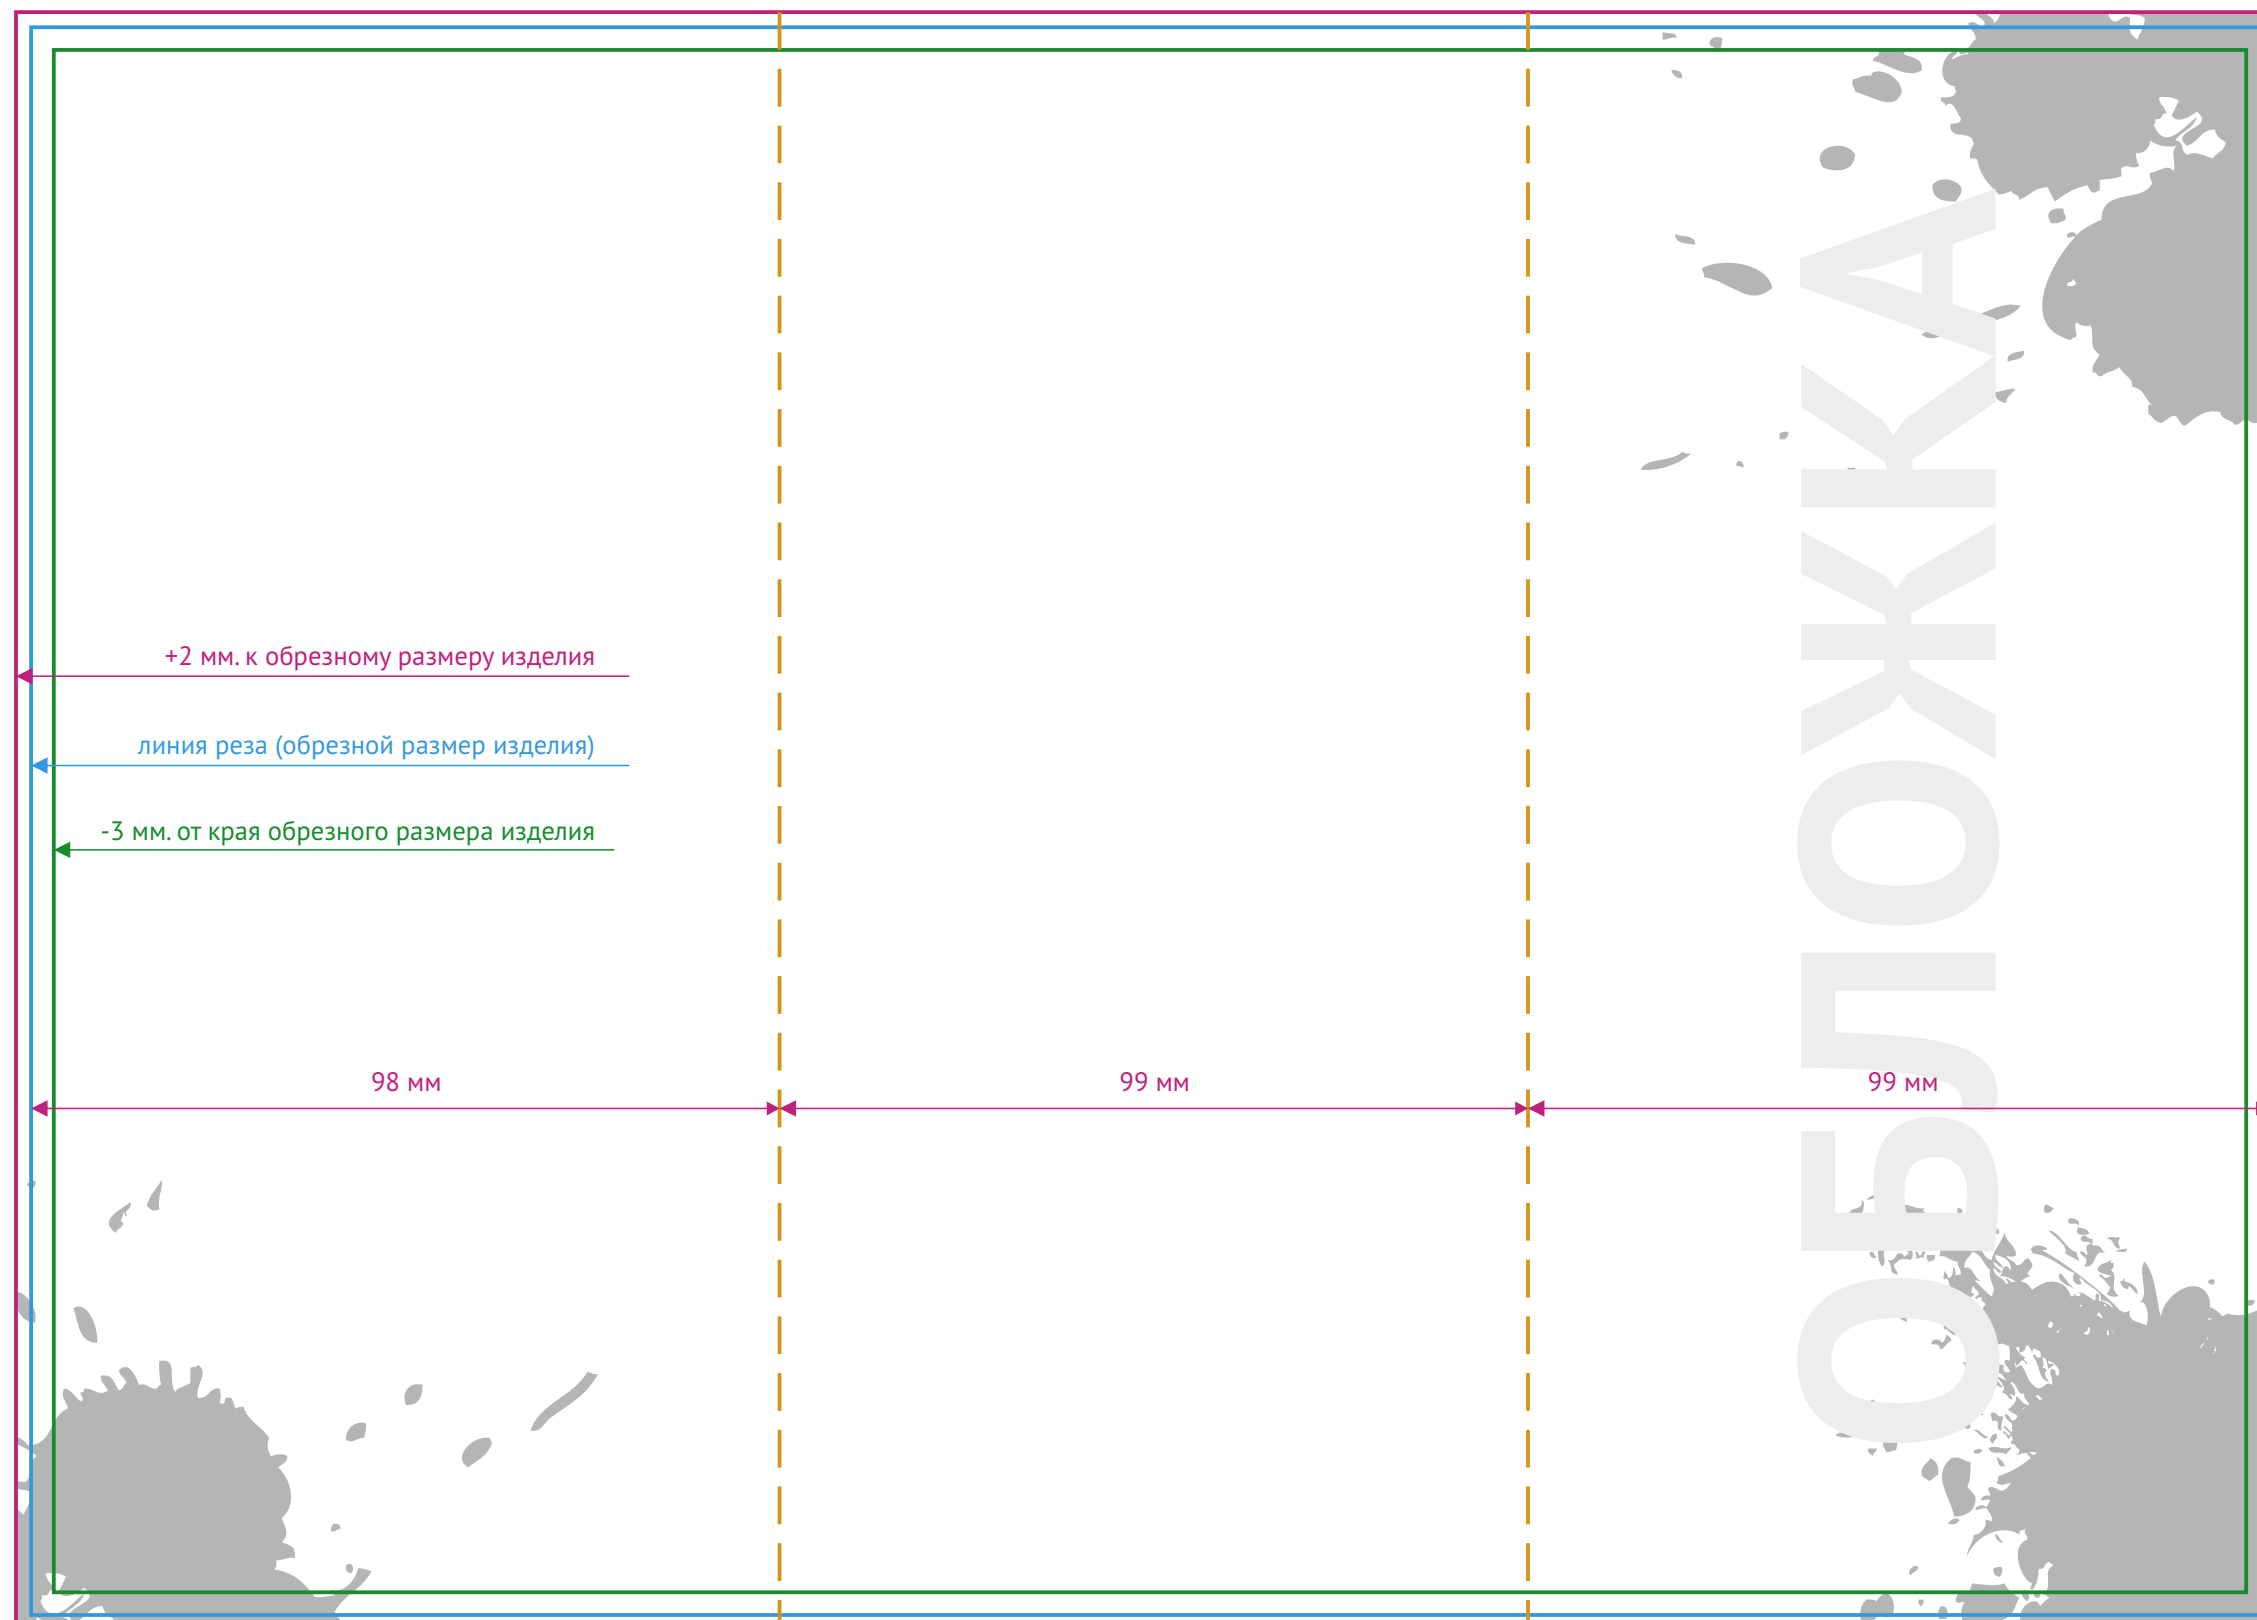 +2 мм. к обрезному размеру изделия
линия реза (обрезной размер изделия)
-3 мм. от края обрезного размера изделия
98 мм
99 мм
99 мм
ОБЛОЖКА